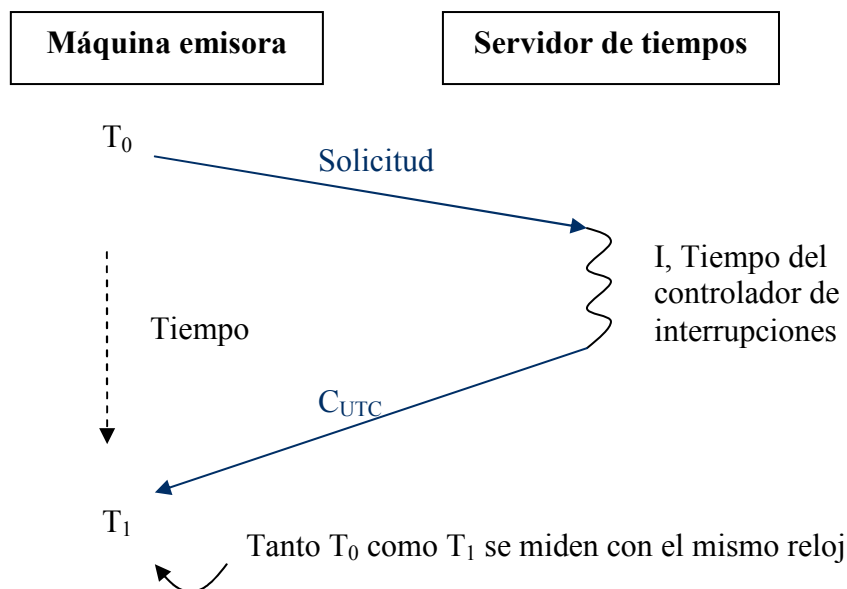 Máquina emisora
Servidor de tiempos
T₀
Solicitud
I, Tiempo del
controlador de
interrupciones
Tiempo
C_UTC
T₁
Tanto T₀ como T₁ se miden con el mismo reloj